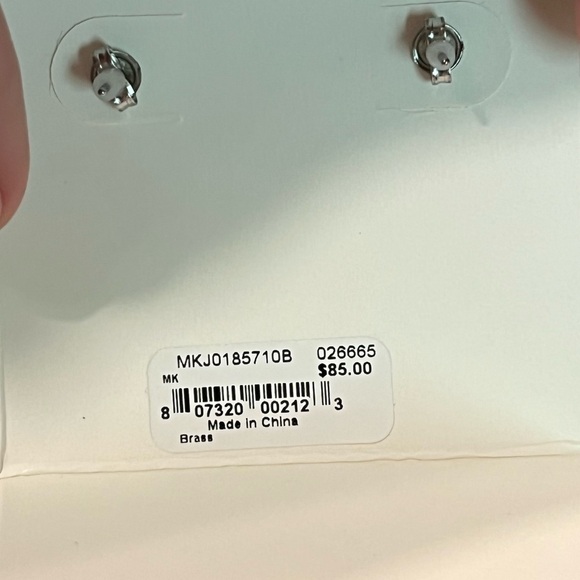 MKJ0185710B 026665
MK $85.00
8 07320 00212 3
Made in China
Brass